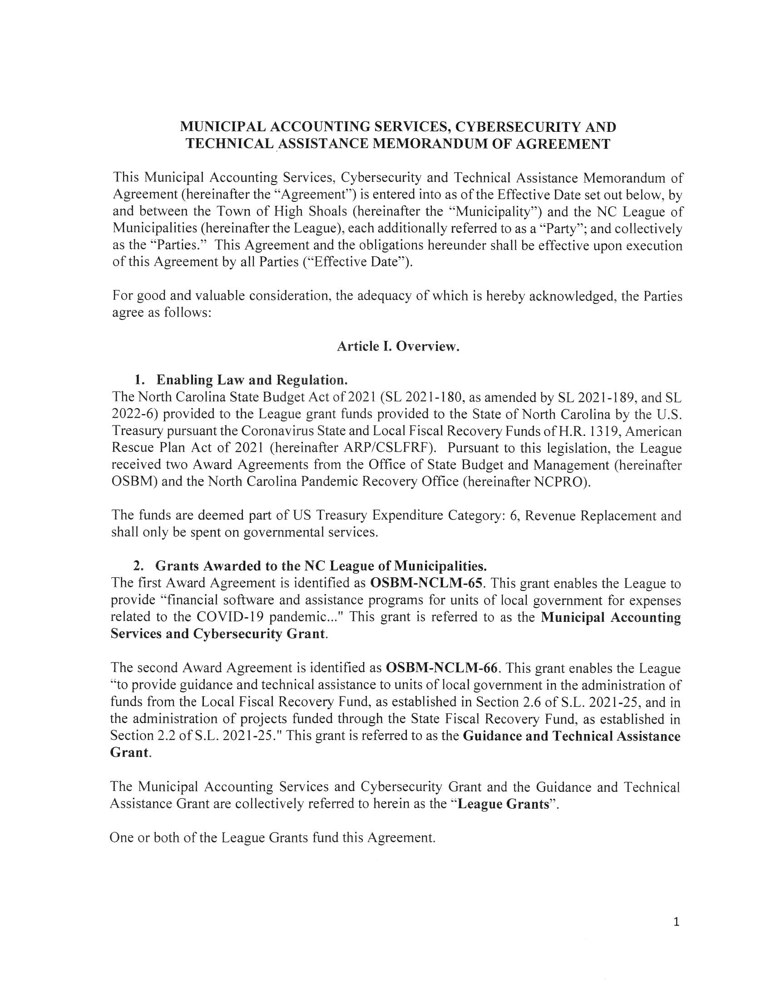 MUNICIPAL ACCOUNTING SERVICES, CYBERSECURITY AND
TECHNICAL ASSISTANCE MEMORANDUM OF AGREEMENT
This Municipal Accounting Services, Cybersecurity and Technical Assistance Memorandum of
Agreement (hereinafter the “Agreement”) is entered into as of the Effective Date set out below, by
and between the Town of High Shoals (hereinafter the “Municipality”) and the NC League of
Municipalities (hereinafter the League), each additionally referred to as a “Party”; and collectively
as the “Parties.” This Agreement and the obligations hereunder shall be effective upon execution
of this Agreement by all Parties (“Effective Date”).
For good and valuable consideration, the adequacy of which is hereby acknowledged, the Parties
agree as follows:
Article I. Overview.
1. Enabling Law and Regulation.
The North Carolina State Budget Act of 2021 (SL 2021-180, as amended by SL 2021-189, and SL
2022-6) provided to the League grant funds provided to the State of North Carolina by the U.S.
Treasury pursuant the Coronavirus State and Local Fiscal Recovery Funds of H.R. 1319, American
Rescue Plan Act of 2021 (hereinafter ARP/CSLFRF). Pursuant to this legislation, the League
received two Award Agreements from the Office of State Budget and Management (hereinafter
OSBM) and the North Carolina Pandemic Recovery Office (hereinafter NCPRO).
The funds are deemed part of US Treasury Expenditure Category: 6, Revenue Replacement and
shall only be spent on governmental services.
2. Grants Awarded to the NC League of Municipalities.
The first Award Agreement is identified as OSBM-NCLM-65. This grant enables the League to
provide “financial software and assistance programs for units of local government for expenses
related to the COVID-19 pandemic..." This grant is referred to as the Municipal Accounting
Services and Cybersecurity Grant.
The second Award Agreement is identified as OSBM-NCLM-66. This grant enables the League
“to provide guidance and technical assistance to units of local government in the administration of
funds from the Local Fiscal Recovery Fund, as established in Section 2.6 of S.L. 2021-25, and in
the administration of projects funded through the State Fiscal Recovery Fund, as established in
Section 2.2 of S.L. 2021-25." This grant is referred to as the Guidance and Technical Assistance
Grant.
The Municipal Accounting Services and Cybersecurity Grant and the Guidance and Technical
Assistance Grant are collectively referred to herein as the “League Grants”.
One or both of the League Grants fund this Agreement.
1